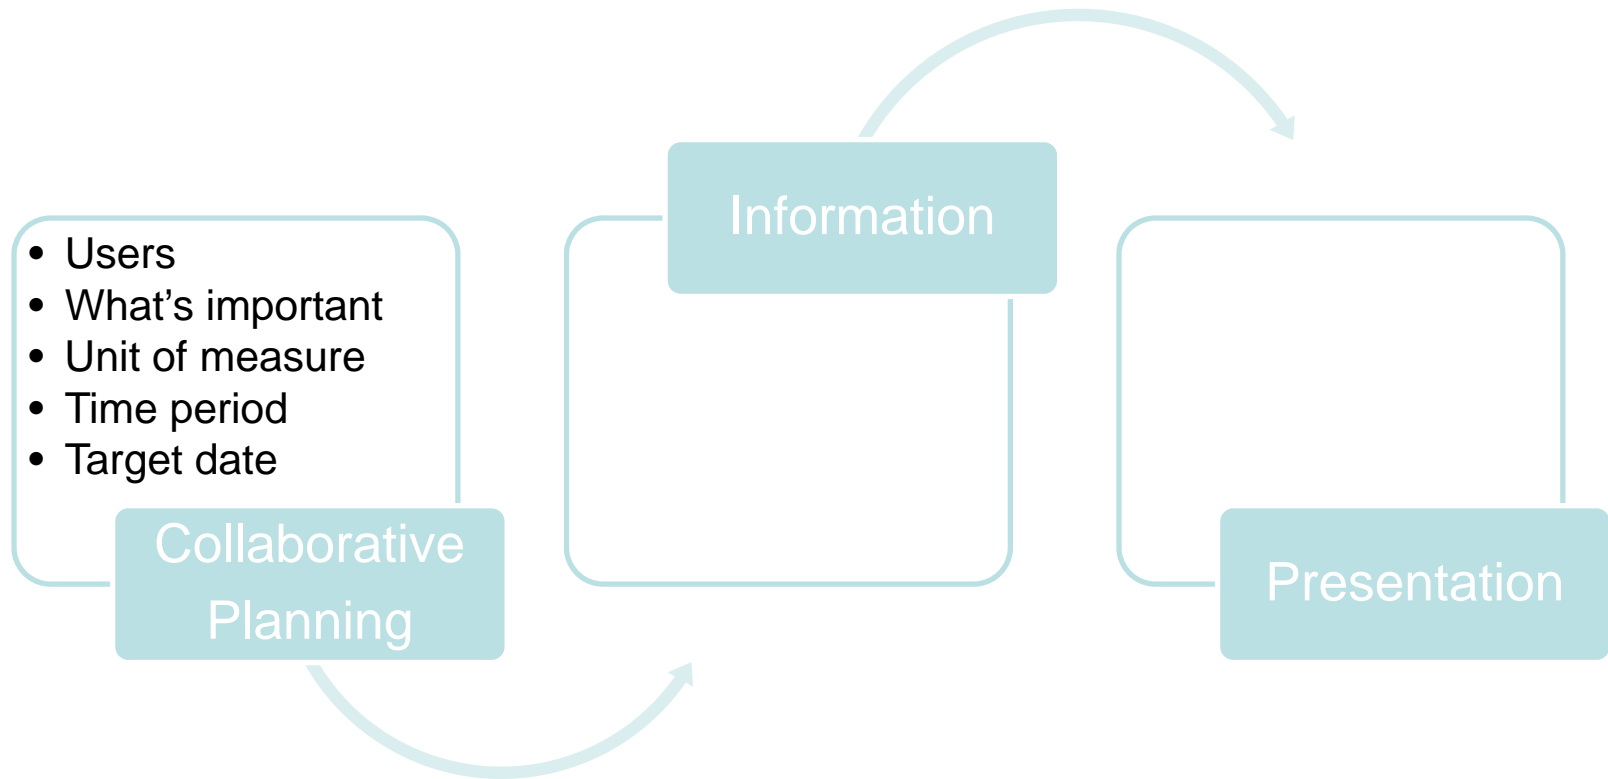 • Users
• What’s important
• Unit of measure
• Time period
• Target date
Collaborative
Planning
Information
Presentation